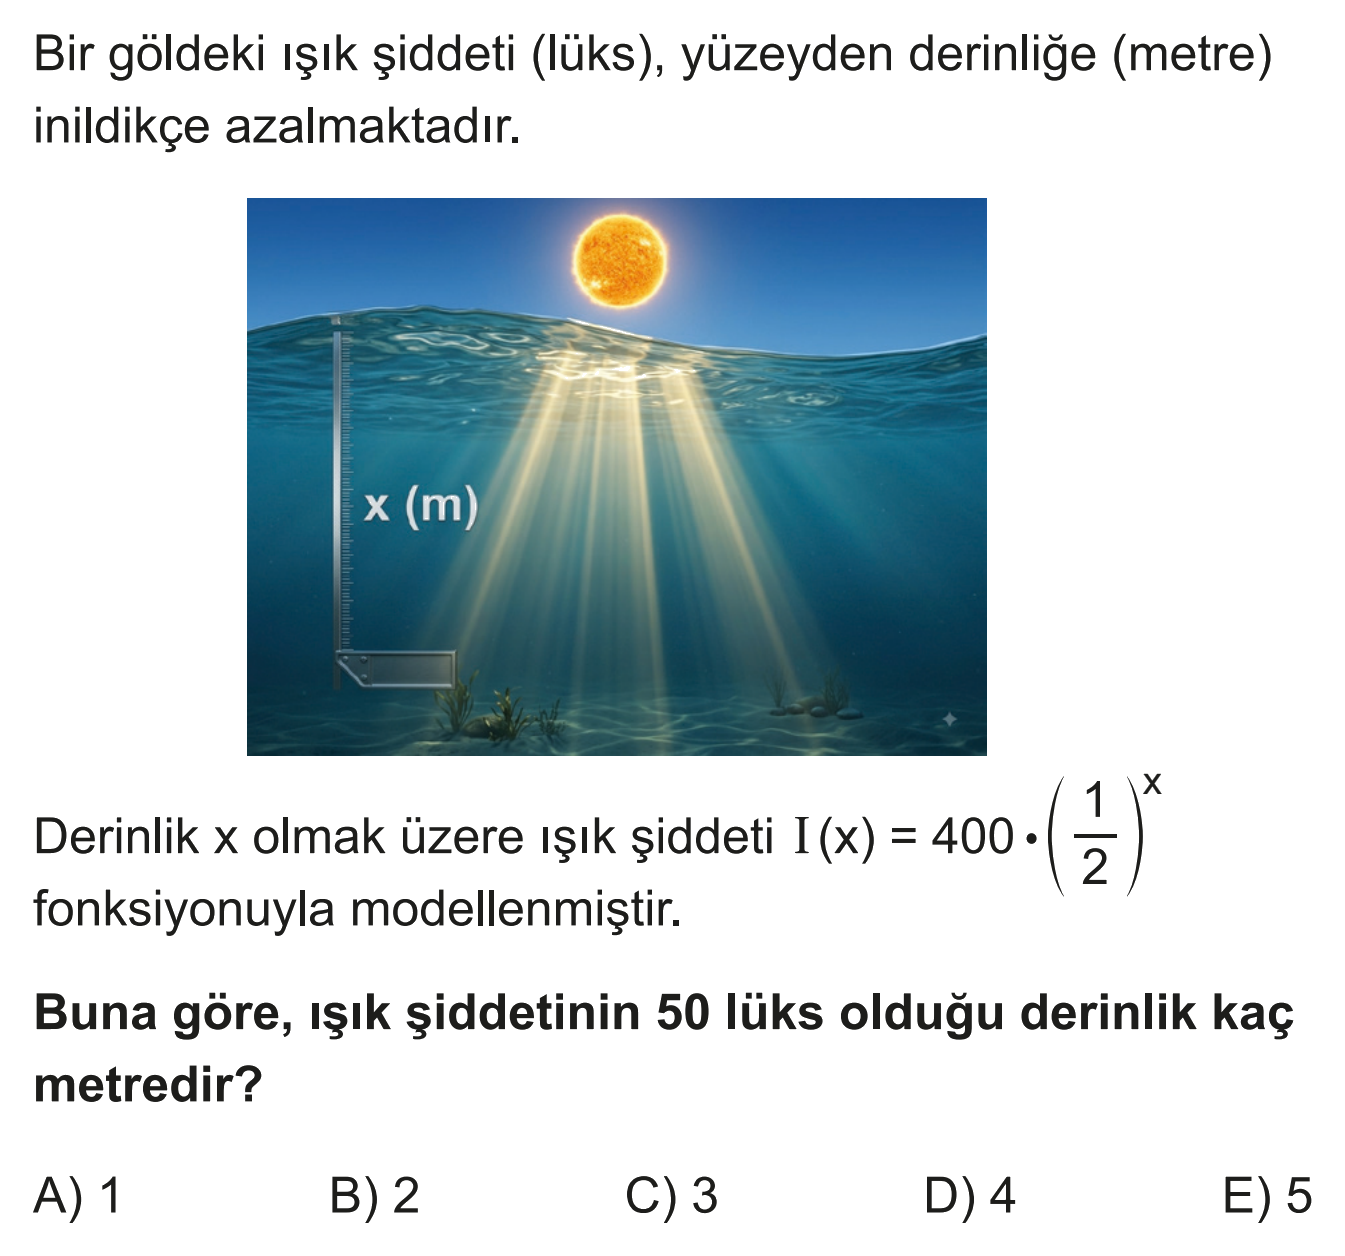 Bir göldeki ışık şiddeti (lüks), yüzeyden derinliğe (metre)
inildikçe azalmaktadır.
x (m)
Derinlik x olmak üzere ışık şiddeti I(x) = 400 · (1/2)^x
fonksiyonuyla modellenmiştir.
Buna göre, ışık şiddetinin 50 lüks olduğu derinlik kaç
metredir?
A) 1 B) 2 C) 3 D) 4 E) 5